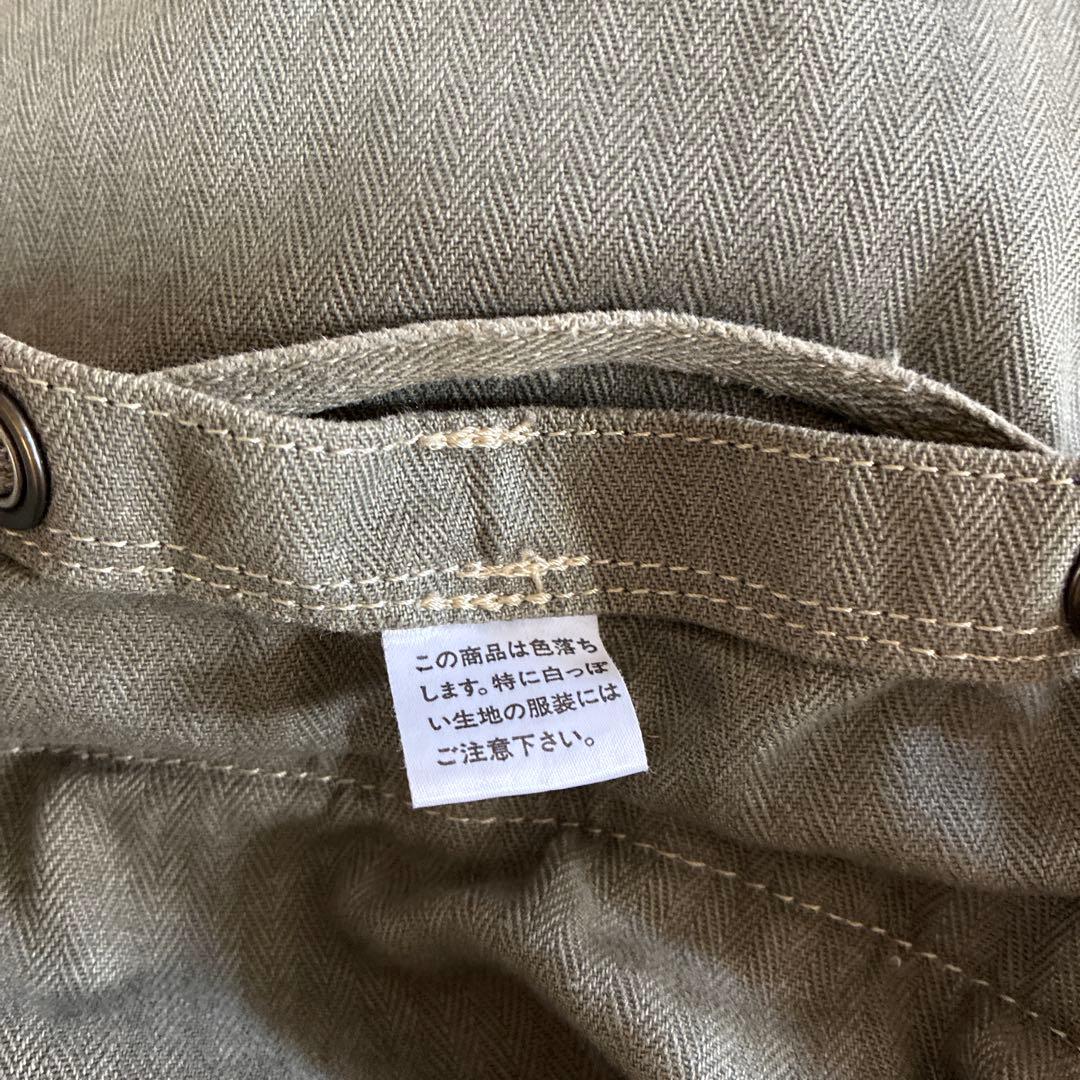 この商品は色落ち
します。特に白っぽ
い生地の服装には
ご注意下さい。